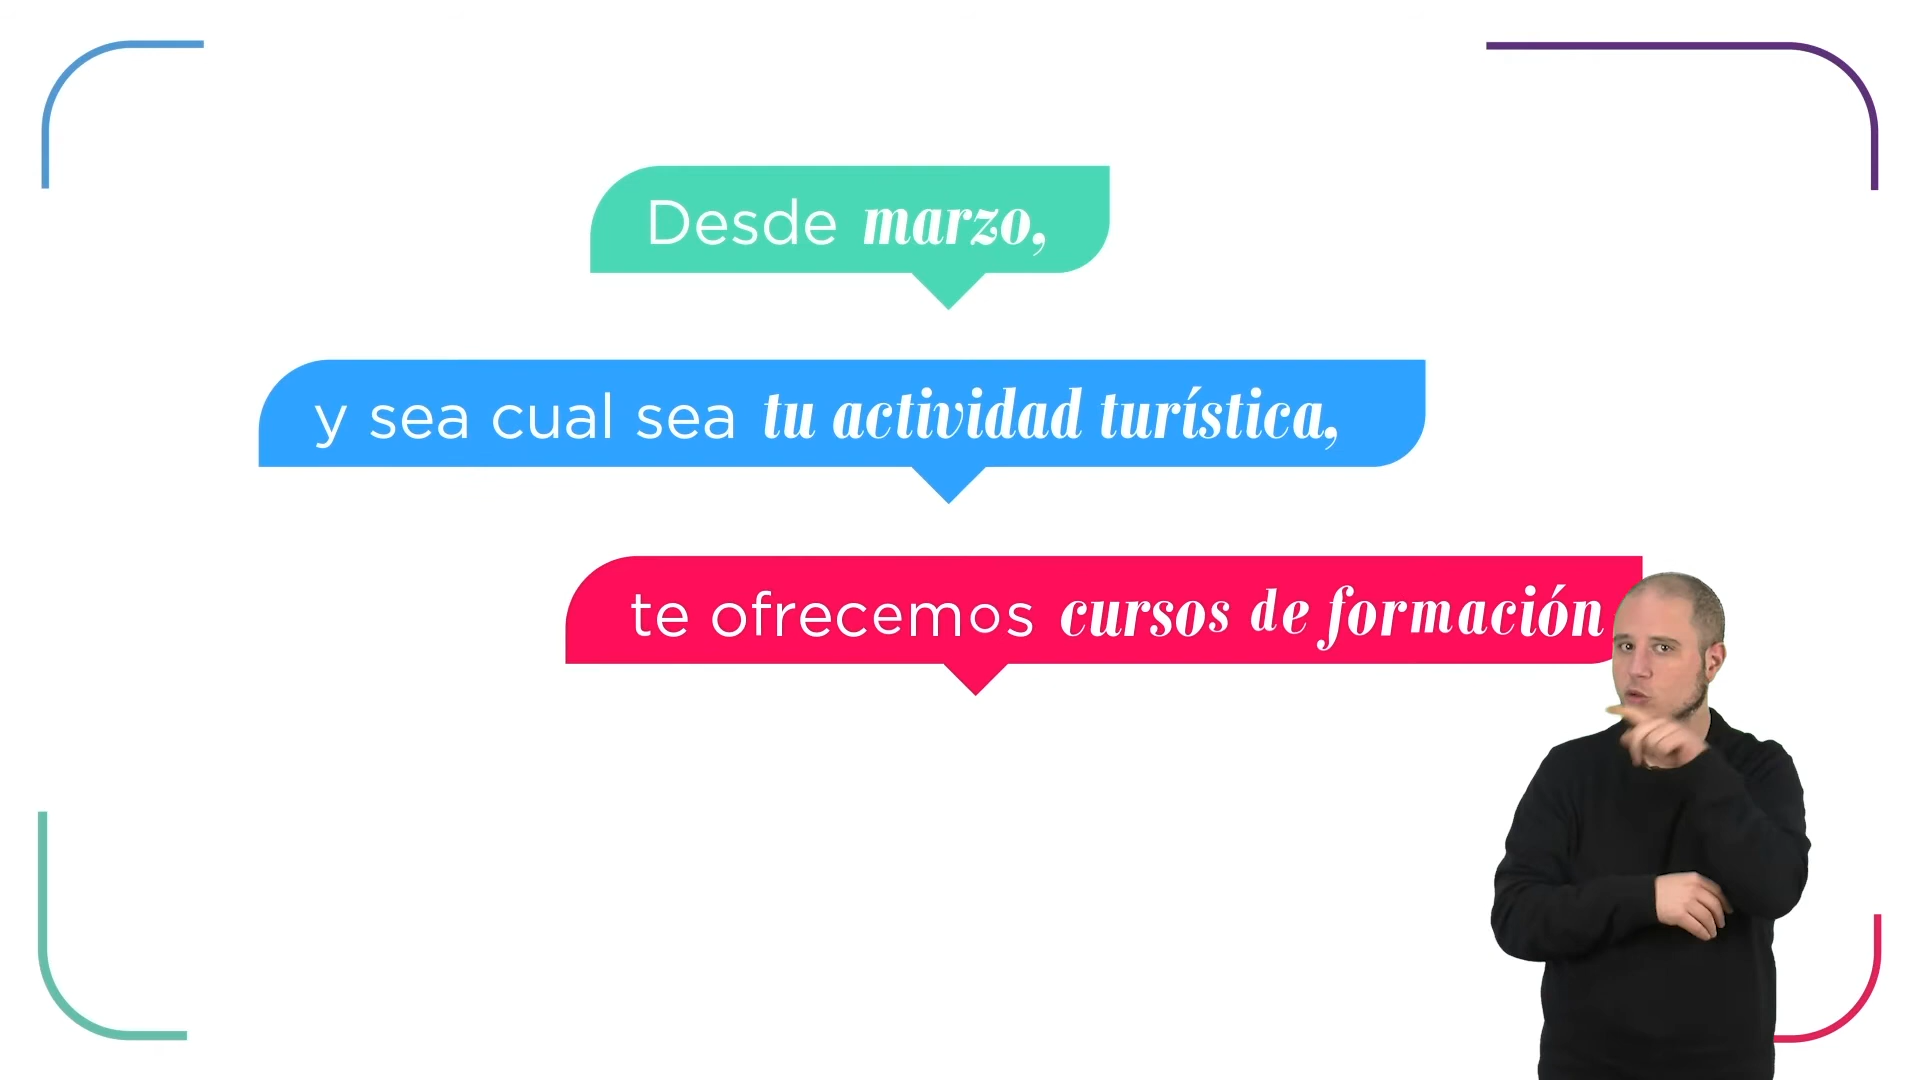 Desde marzo,
y sea cual sea tu actividad turística,
te ofrecemos cursos de formación